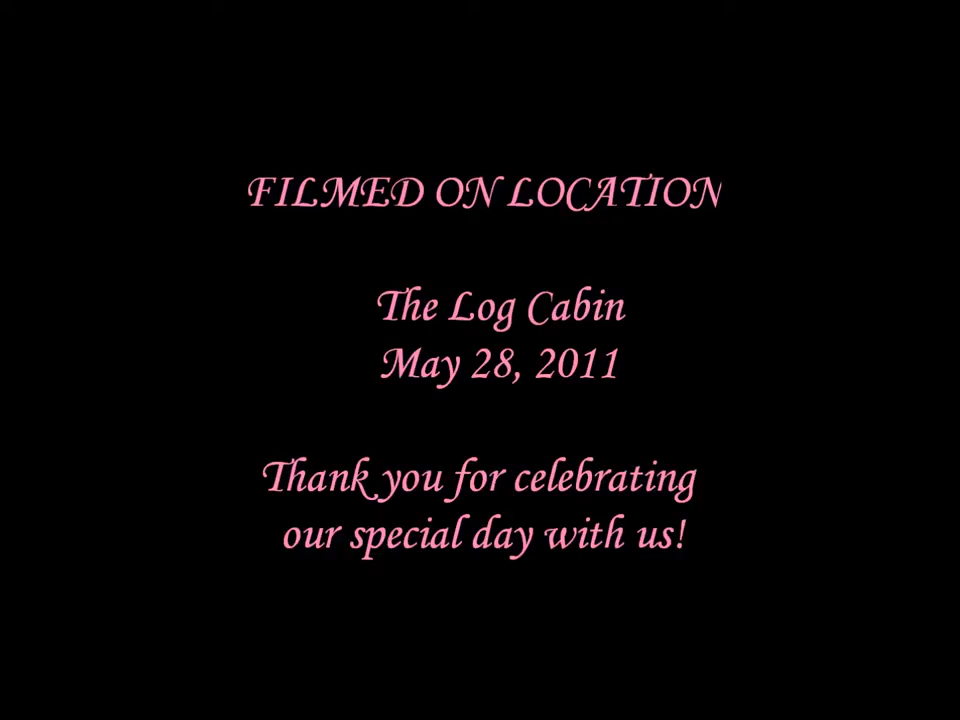 FILMED ON LOCATION
The Log Cabin
May 28, 2011
Thank you for celebrating
our special day with us!